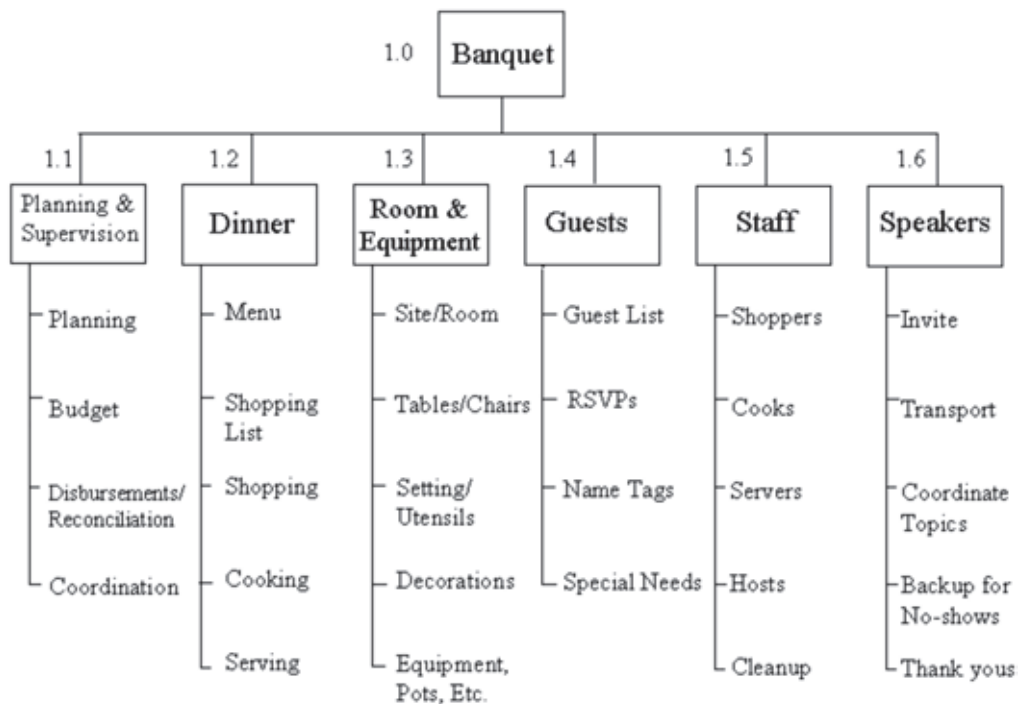 1.0
Banquet
1.1
Planning &
Supervision
Planning
Budget
Disbursements/
Reconciliation
Coordination
1.2
Dinner
Menu
Shopping
List
Shopping
Cooking
Serving
1.3
Room &
Equipment
Site/Room
Tables/Chairs
Setting/
Utensils
Decorations
Equipment,
Pots, Etc.
1.4
Guests
Guest List
RSVPs
Name Tags
Special Needs
1.5
Staff
Shoppers
Cooks
Servers
Hosts
Cleanup
1.6
Speakers
Invite
Transport
Coordinate
Topics
Backup for
No-shows
Thank yous